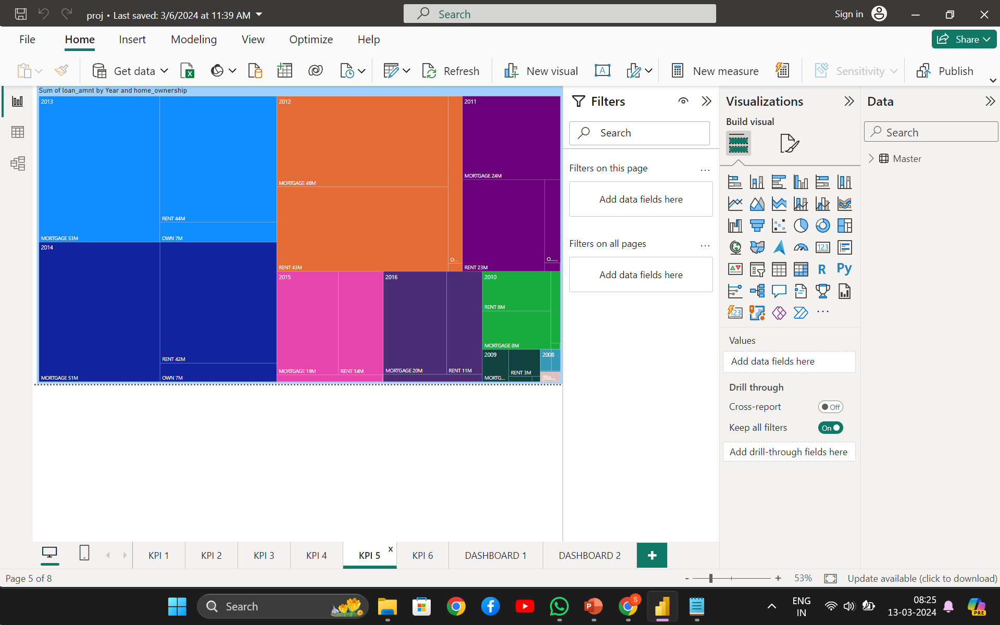 proj • Last saved: 3/6/2024 at 11:39 AM
Search
Sign in
File
Home
Insert
Modeling
View
Optimize
Help
Share
Get data
Refresh
New visual
New measure
Sensitivity
Publish
Sum of loan_amnt by Year and home_ownership
2013
MORTGAGE 53M
RENT 44M
OWN 7M
2014
MORTGAGE 51M
RENT 42M
OWN 7M
2012
MORTGAGE 46M
RENT 43M
O...
2011
MORTGAGE 24M
RENT 23M
O......
2015
MORTGAGE 19M
RENT 14M
2016
MORTGAGE 20M
RENT 11M
2010
RENT 8M
MORTGAGE 8M
2009
MORTG...
RENT 3M
2008
(Bla...
Filters
Search
Filters on this page
...
Add data fields here
Filters on all pages
...
Add data fields here
Visualizations
Build visual
123
R
Py
123
...
Values
Add data fields here
Drill through
Cross-report
Off
Keep all filters
On
Add drill-through fields here
Data
Search
Master
KPI 1
KPI 2
KPI 3
KPI 4
KPI 5
x
KPI 6
DASHBOARD 1
DASHBOARD 2
+
Page 5 of 8
-
+
53%
Update available (click to download)
Search
P
S
ENG
IN
08:25
13-03-2024
PRE